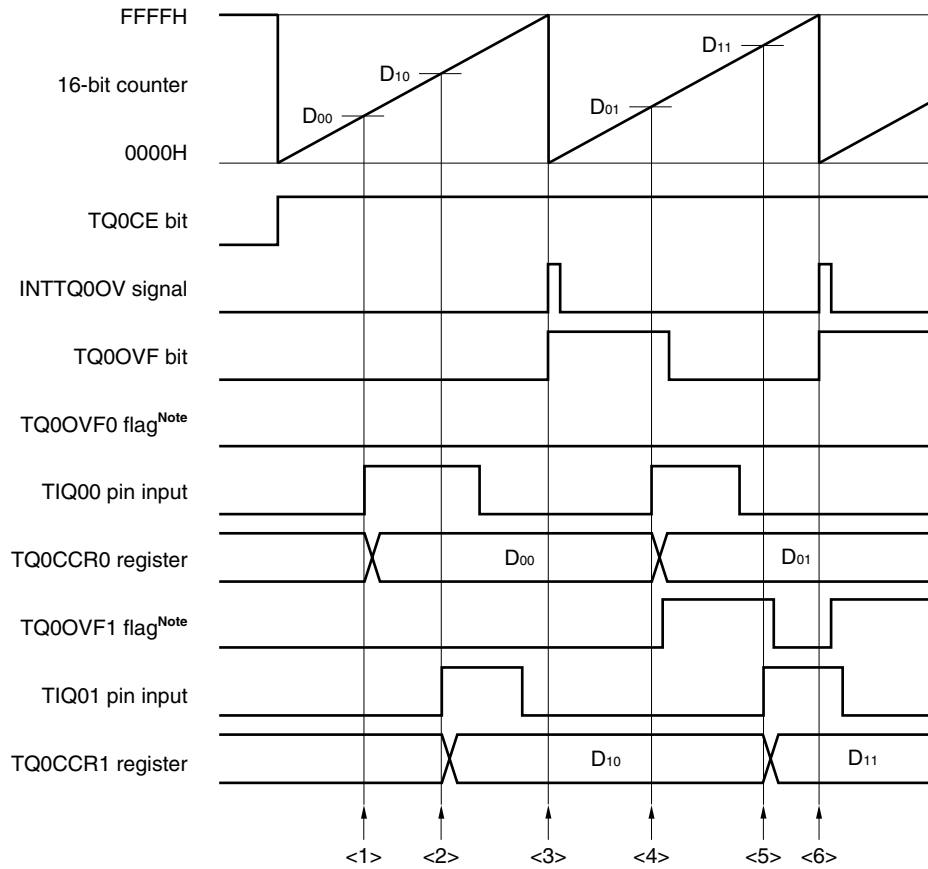 FFFFH
D11
D10
16-bit counter
D01
D00
0000H
TQ0CE bit
INTTQ0OV signal
TQ0OVF bit
TQ0OVF0 flagNote
TIQ00 pin input
TQ0CCR0 register
D00
D01
TQ0OVF1 flagNote
TIQ01 pin input
TQ0CCR1 register
D10
D11
<1> <2> <3> <4> <5> <6>